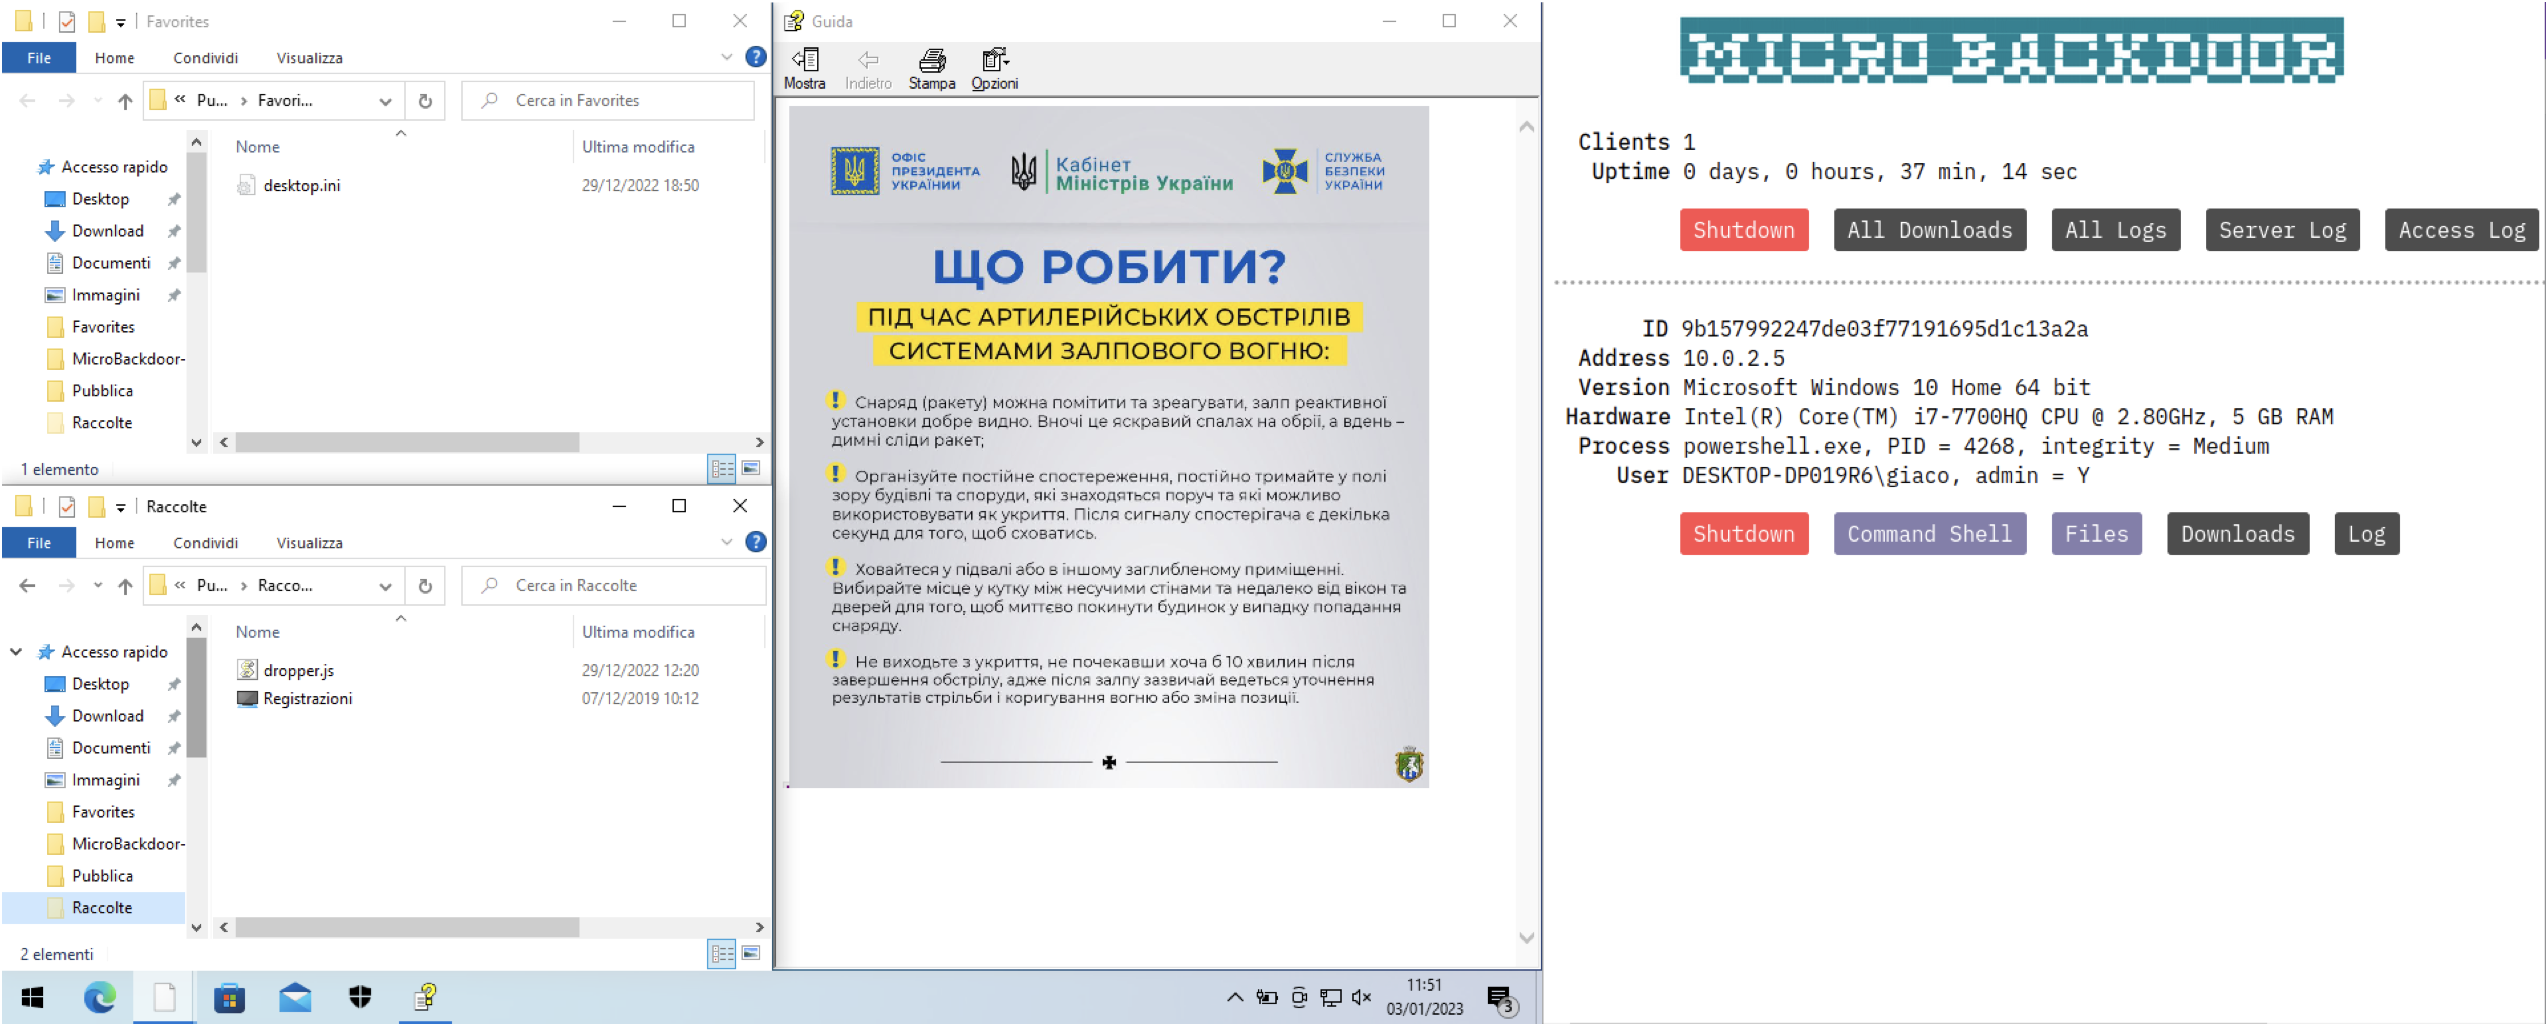 Favorites
File Home Condividi Visualizza
« Pu... › Favori... Cerca in Favorites
Nome Ultima modifica
Accesso rapido
desktop.ini 29/12/2022 18:50
Desktop
Download
Documenti
Immagini
Favorites
MicroBackdoor-
Pubblica
Raccolte
1 elemento
Raccolte
File Home Condividi Visualizza
« Pu... › Racco... Cerca in Raccolte
Nome Ultima modifica
Accesso rapido
dropper.js 29/12/2022 12:20
Registrazioni 07/12/2019 10:12
Desktop
Download
Documenti
Immagini
Favorites
MicroBackdoor-
Pubblica
Raccolte
2 elementi
Guida
Mostra Indietro Stampa Opzioni
ОФІС
ПРЕЗИДЕНТА
УКРАЇНИИ
Кабінет
Міністрів України
СЛУЖБА
БЕЗПЕКИ
УКРАЇНИ
ЩО РОБИТИ?
ПІД ЧАС АРТИЛЕРІЙСЬКИХ ОБСТРІЛІВ
СИСТЕМАМИ ЗАЛПОВОГО ВОГНЮ:
! Снаряд (ракету) можна помітити та зреагувати, залп реактивної
установки добре видно. Вночі це яскравий спалах на обрії, а вдень –
димні сліди ракет;
! Організуйте постійне спостереження, постійно тримайте у полі
зору будівлі та споруди, які знаходяться поруч та які можливо
використовувати як укриття. Після сигналу спостерігача є декілька
секунд для того, щоб сховатись.
! Ховайтеся у підвалі або в іншому заглибленому приміщенні.
Вибирайте місце у кутку між несучими стінами та недалеко від вікон та
дверей для того, щоб миттєво покинути будинок у випадку попадання
снаряду.
! Не виходьте з укриття, не почекавши хоча б 10 хвилин після
завершення обстрілу, адже після залпу зазвичай ведеться уточнення
результатів стрільби і коригування вогню або зміна позиції.
11:51
03/01/2023
3
MICRO BACKDOOR
Clients 1
Uptime 0 days, 0 hours, 37 min, 14 sec
Shutdown All Downloads All Logs Server Log Access Log
ID 9b157992247de03f77191695d1c13a2a
Address 10.0.2.5
Version Microsoft Windows 10 Home 64 bit
Hardware Intel(R) Core(TM) i7-7700HQ CPU @ 2.80GHz, 5 GB RAM
Process powershell.exe, PID = 4268, integrity = Medium
User DESKTOP-DP019R6\giaco, admin = Y
Shutdown Command Shell Files Downloads Log